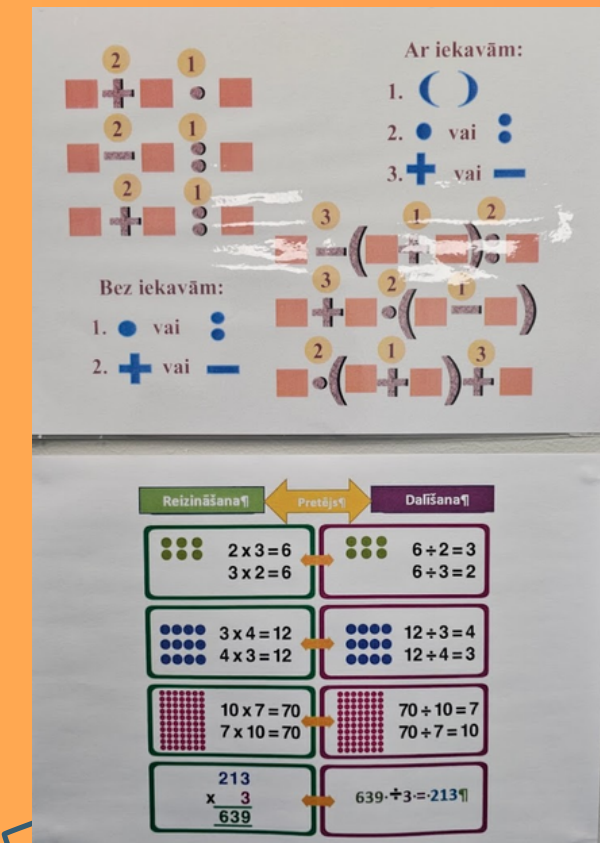 2 1
2 1
2 1
Bez iekavām:
1. vai
2. vai
Ar iekavām:
1. ( )
2. vai
3. vai
3 1 2
3 2 1
2 1 3
Reizināšana¶ Pretējs¶ Dalīšana¶
2 x 3 = 6 6 ÷ 2 = 3
3 x 2 = 6 6 ÷ 3 = 2
3 x 4 = 12 12 ÷ 3 = 4
4 x 3 = 12 12 ÷ 4 = 3
10 x 7 = 70 70 ÷ 10 = 7
7 x 10 = 70 70 ÷ 7 = 10
213
x 3
639
639·÷3·=·213¶